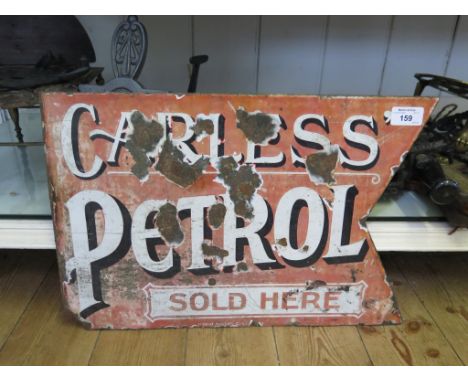 CARLESS
PETROL
SOLD HERE
159